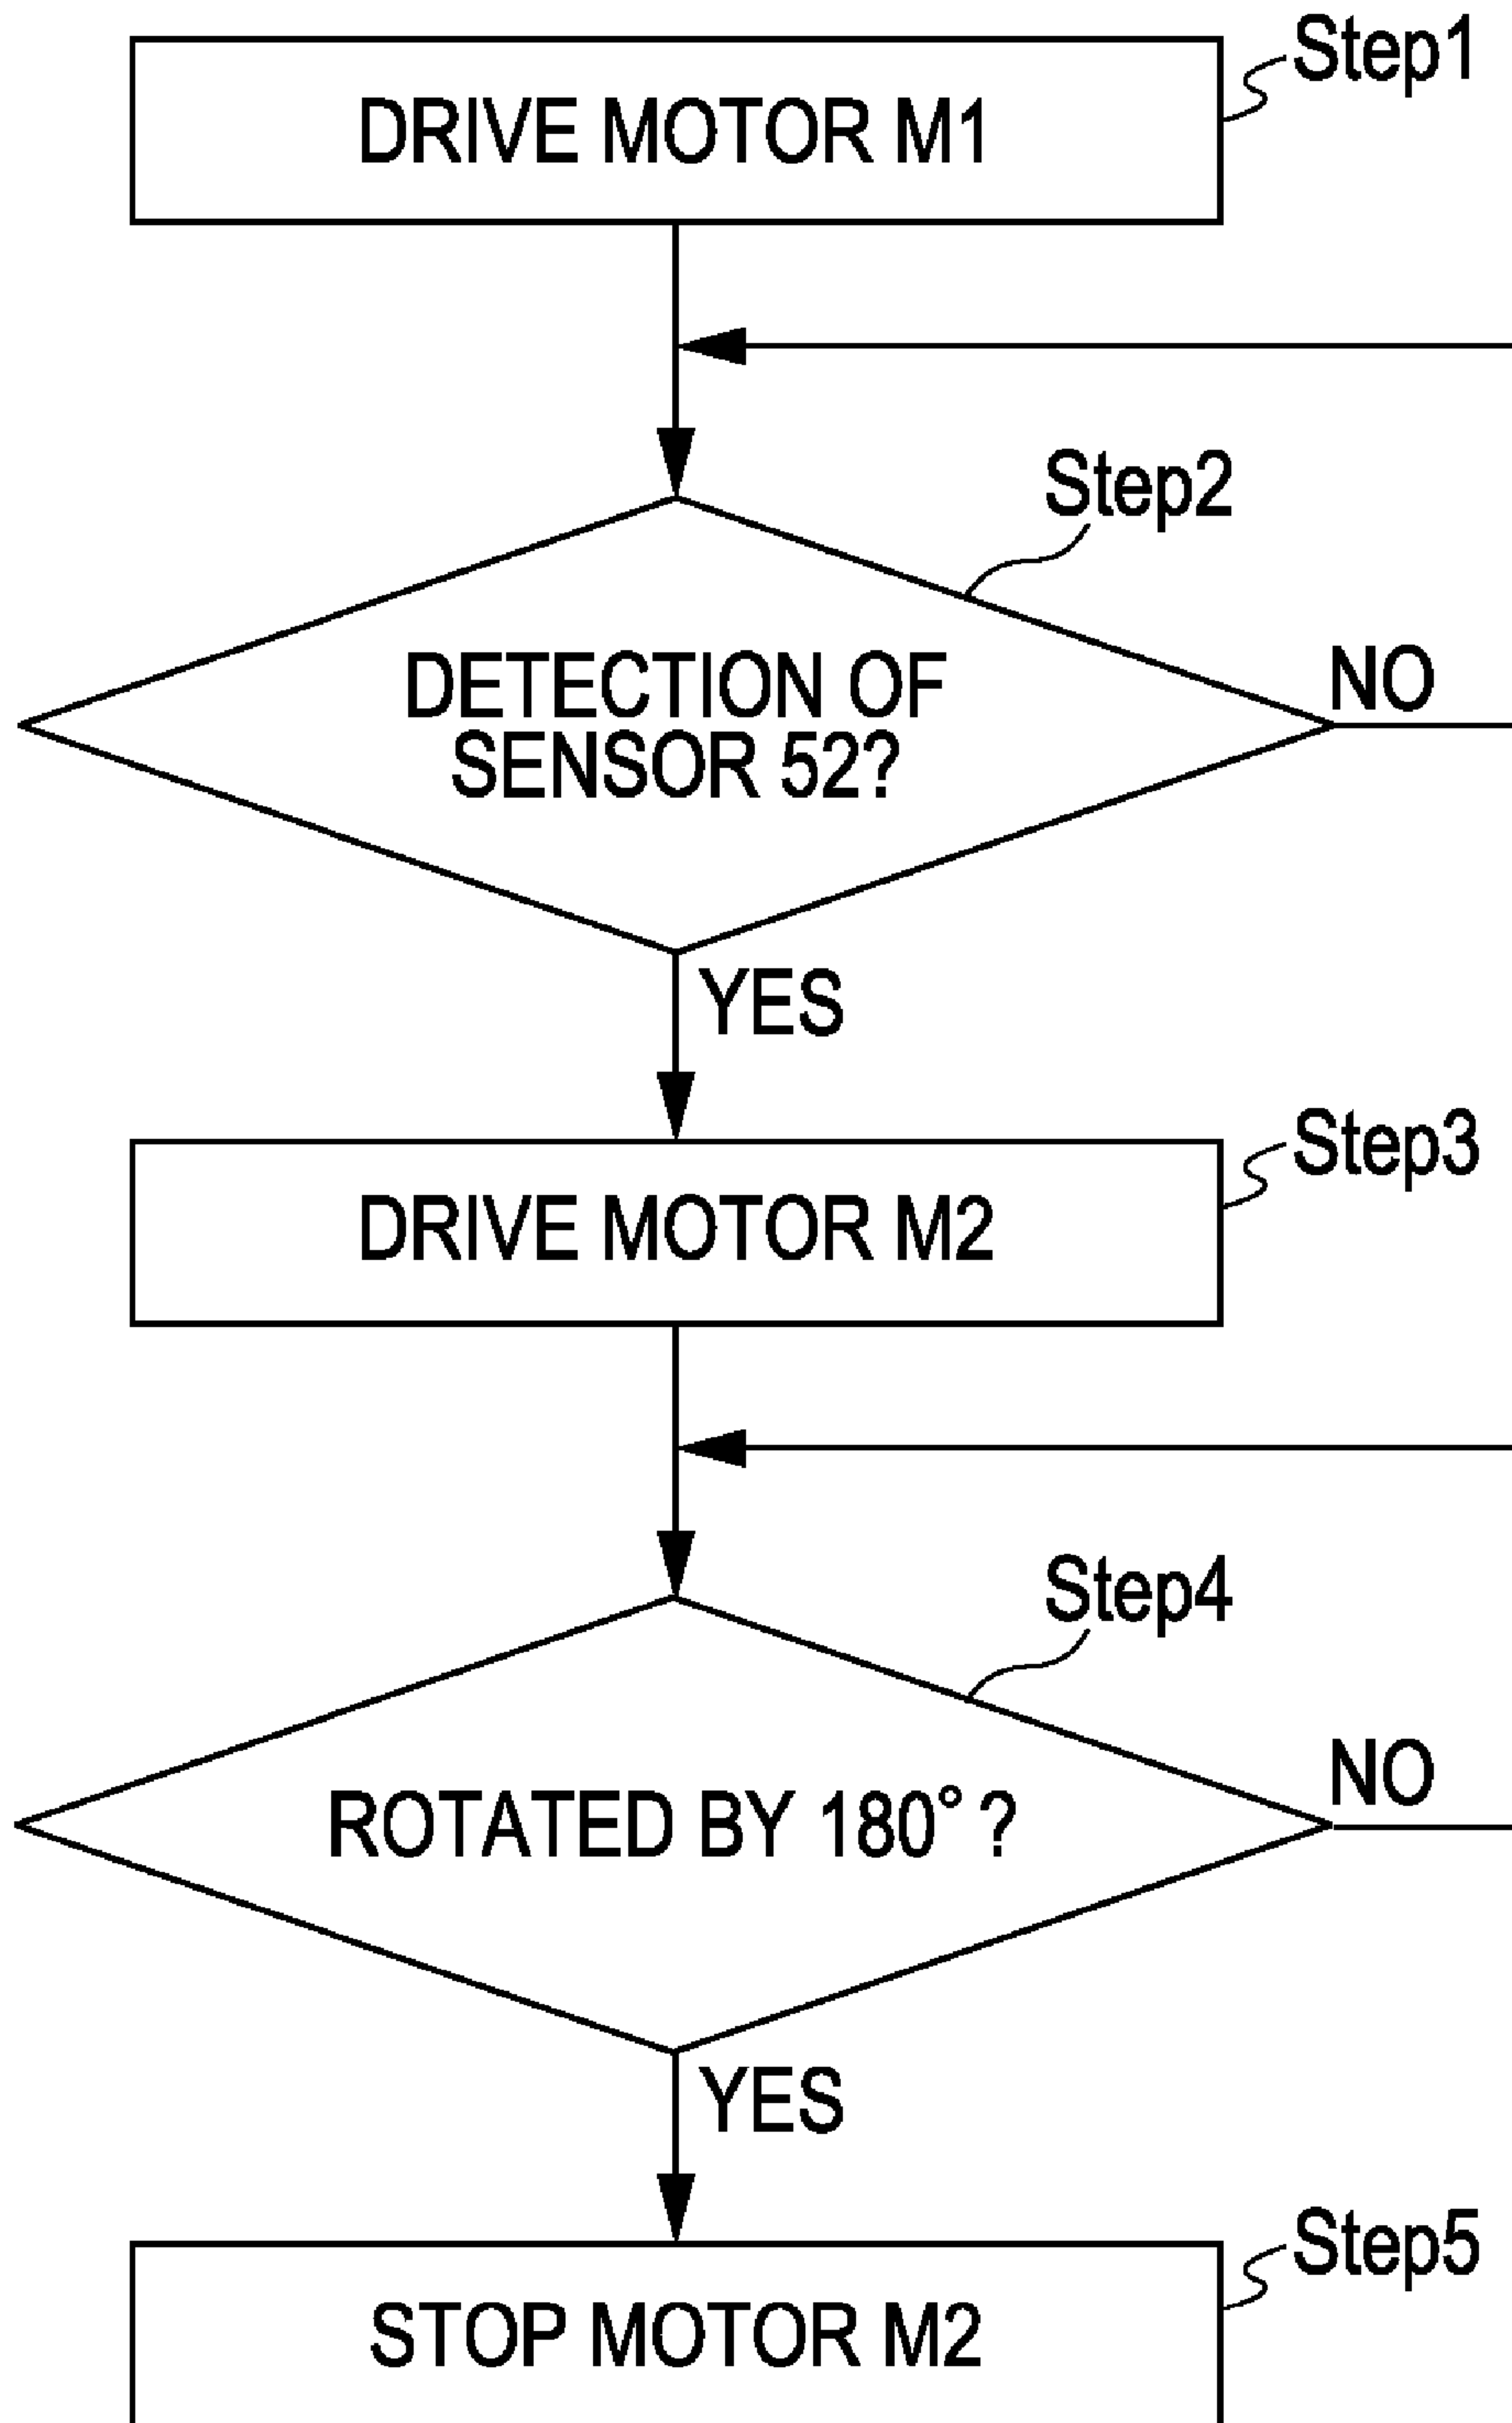 Step1
DRIVE MOTOR M1
Step2
DETECTION OF
SENSOR 52?
NO
YES
Step3
DRIVE MOTOR M2
Step4
ROTATED BY 180° ?
NO
YES
Step5
STOP MOTOR M2